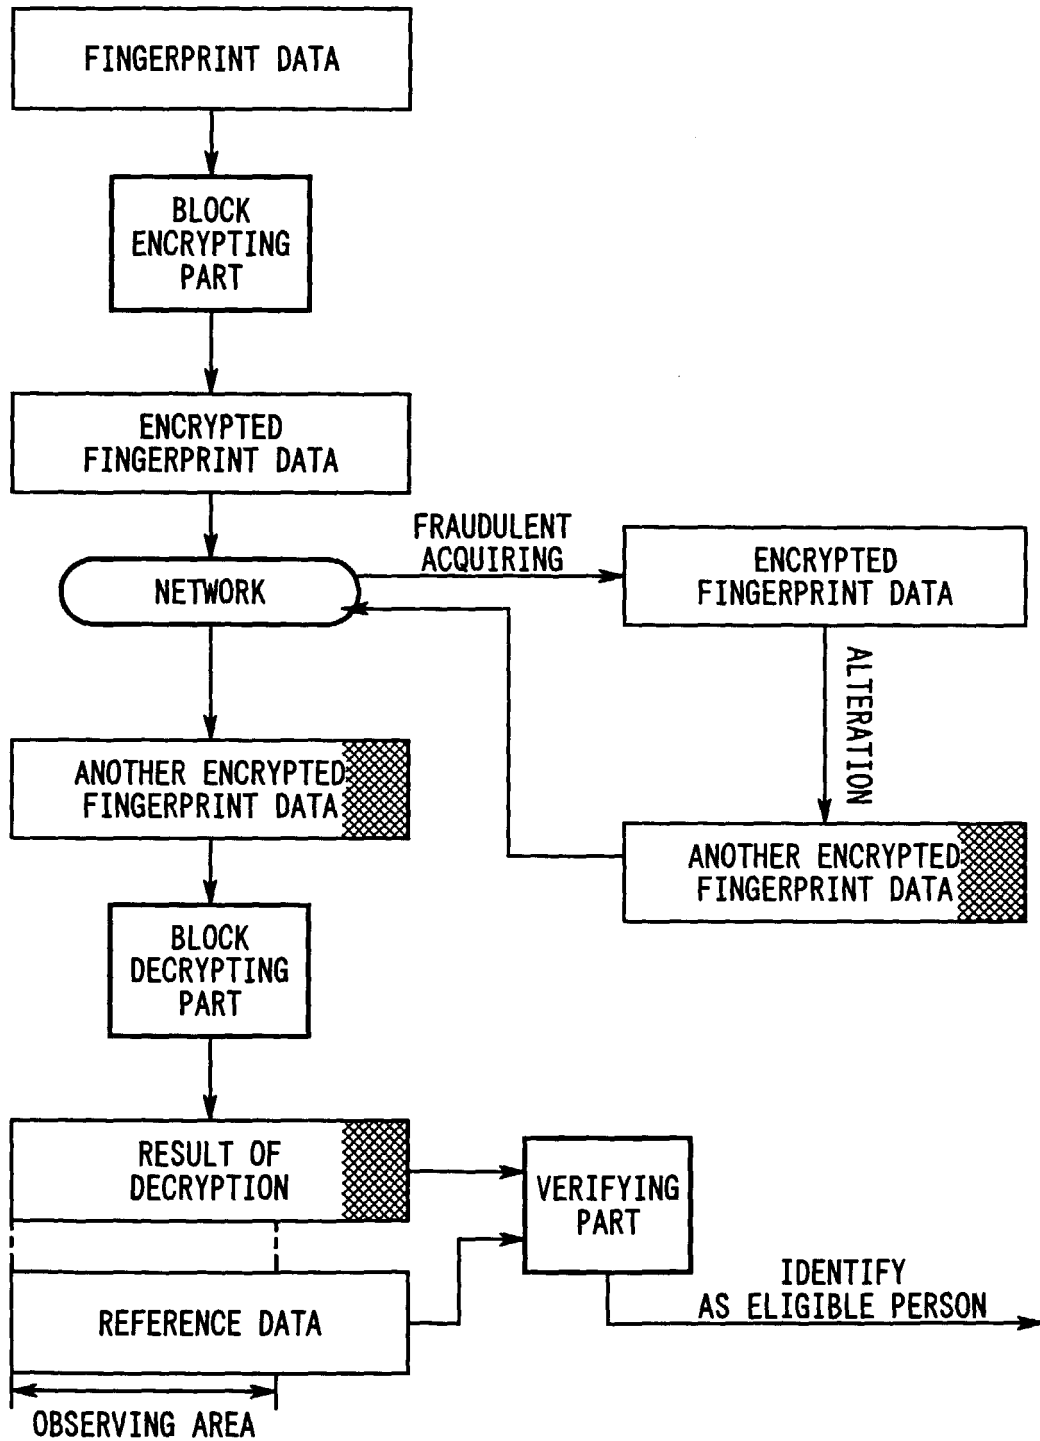 FINGERPRINT DATA
BLOCK
ENCRYPTING
PART
ENCRYPTED
FINGERPRINT DATA
FRAUDULENT
ACQUIRING
NETWORK
ENCRYPTED
FINGERPRINT DATA
ALTERATION
ANOTHER ENCRYPTED
FINGERPRINT DATA
ANOTHER ENCRYPTED
FINGERPRINT DATA
BLOCK
DECRYPTING
PART
RESULT OF
DECRYPTION
VERIFYING
PART
IDENTIFY
AS ELIGIBLE PERSON
REFERENCE DATA
OBSERVING AREA